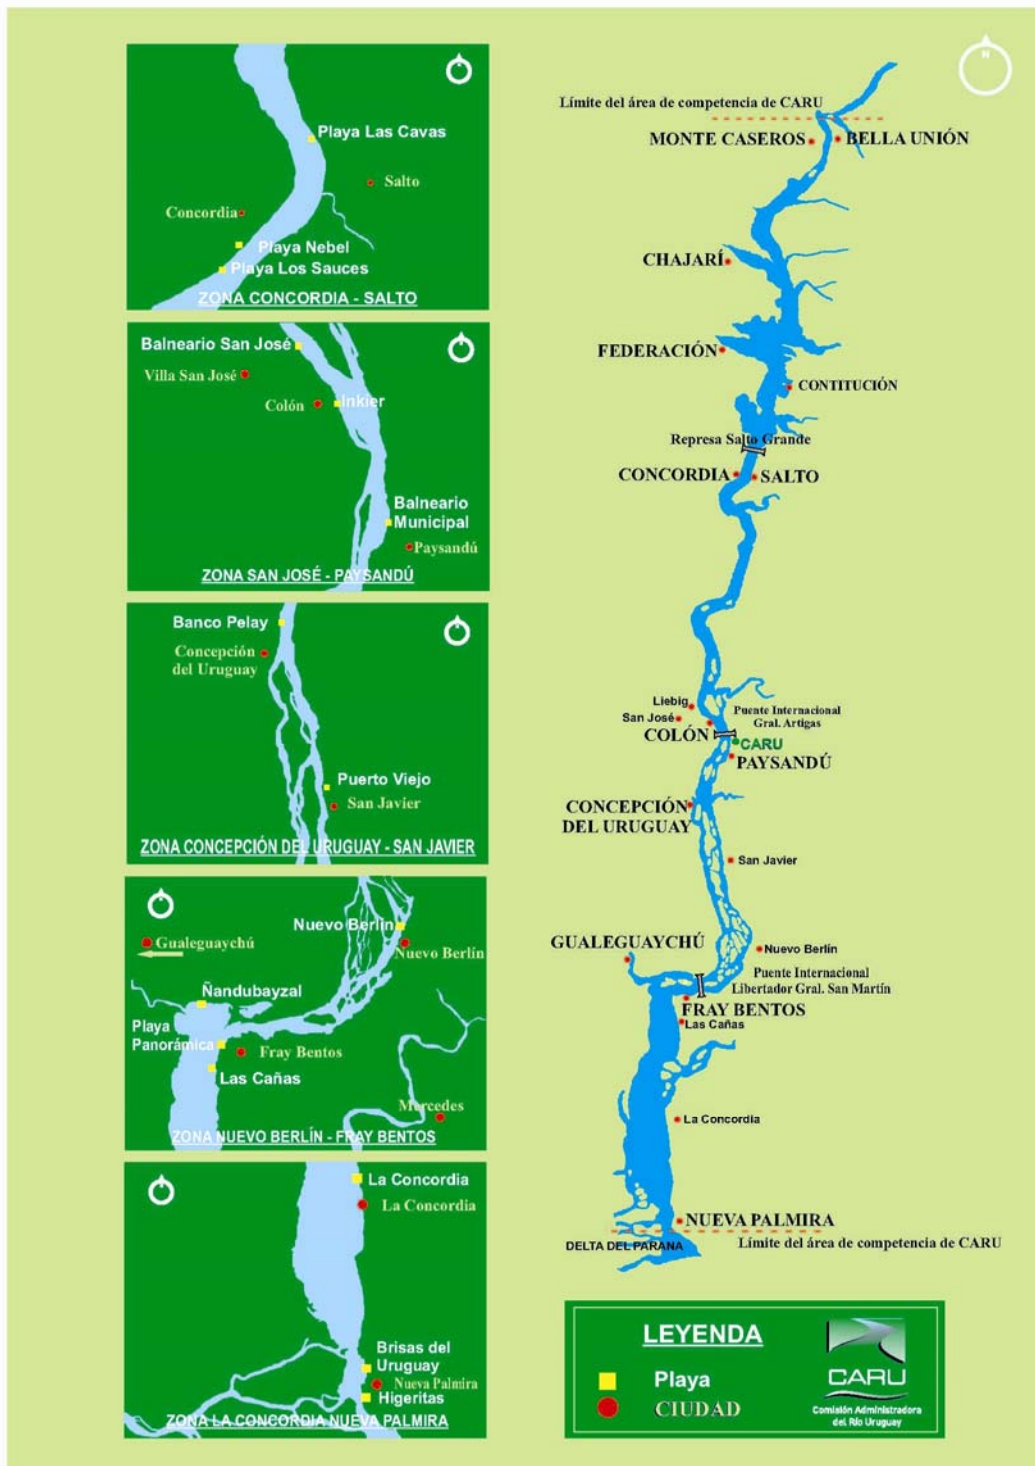 Playa Las Cavas
Salto
Concordia
Playa Nebel
Playa Los Sauces
ZONA CONCORDIA - SALTO
Balneario San José
Villa San José
Colón
Inkier
Balneario
Municipal
Paysandú
ZONA SAN JOSÉ - PAYSANDÚ
Banco Pelay
Concepción
del Uruguay
Puerto Viejo
San Javier
ZONA CONCEPCIÓN DEL URUGUAY - SAN JAVIER
Nuevo Berlín
Gualeguaychú
Nuevo Berlín
Ñandubayzal
Playa
Panorámica
Fray Bentos
Las Cañas
Mercedes
ZONA NUEVO BERLÍN - FRAY BENTOS
La Concordia
La Concordia
Brisas del
Uruguay
Nueva Palmira
Higeritas
ZONA LA CONCORDIA NUEVA PALMIRA
N
Límite del área de competencia de CARU
MONTE CASEROS
BELLA UNIÓN
CHAJARÍ
FEDERACIÓN
CONTITUCIÓN
Represa Salto Grande
CONCORDIA
SALTO
Liebig
San José
Puente Internacional
Gral. Artigas
COLÓN
CARU
PAYSANDÚ
CONCEPCIÓN
DEL URUGUAY
San Javier
GUALEGUAYCHÚ
Nuevo Berlín
Puente Internacional
Libertador Gral. San Martín
FRAY BENTOS
Las Cañas
La Concordia
NUEVA PALMIRA
DELTA DEL PARANA
Límite del área de competencia de CARU
LEYENDA
Playa
CIUDAD
CARU
Comisión Administradora
del Río Uruguay